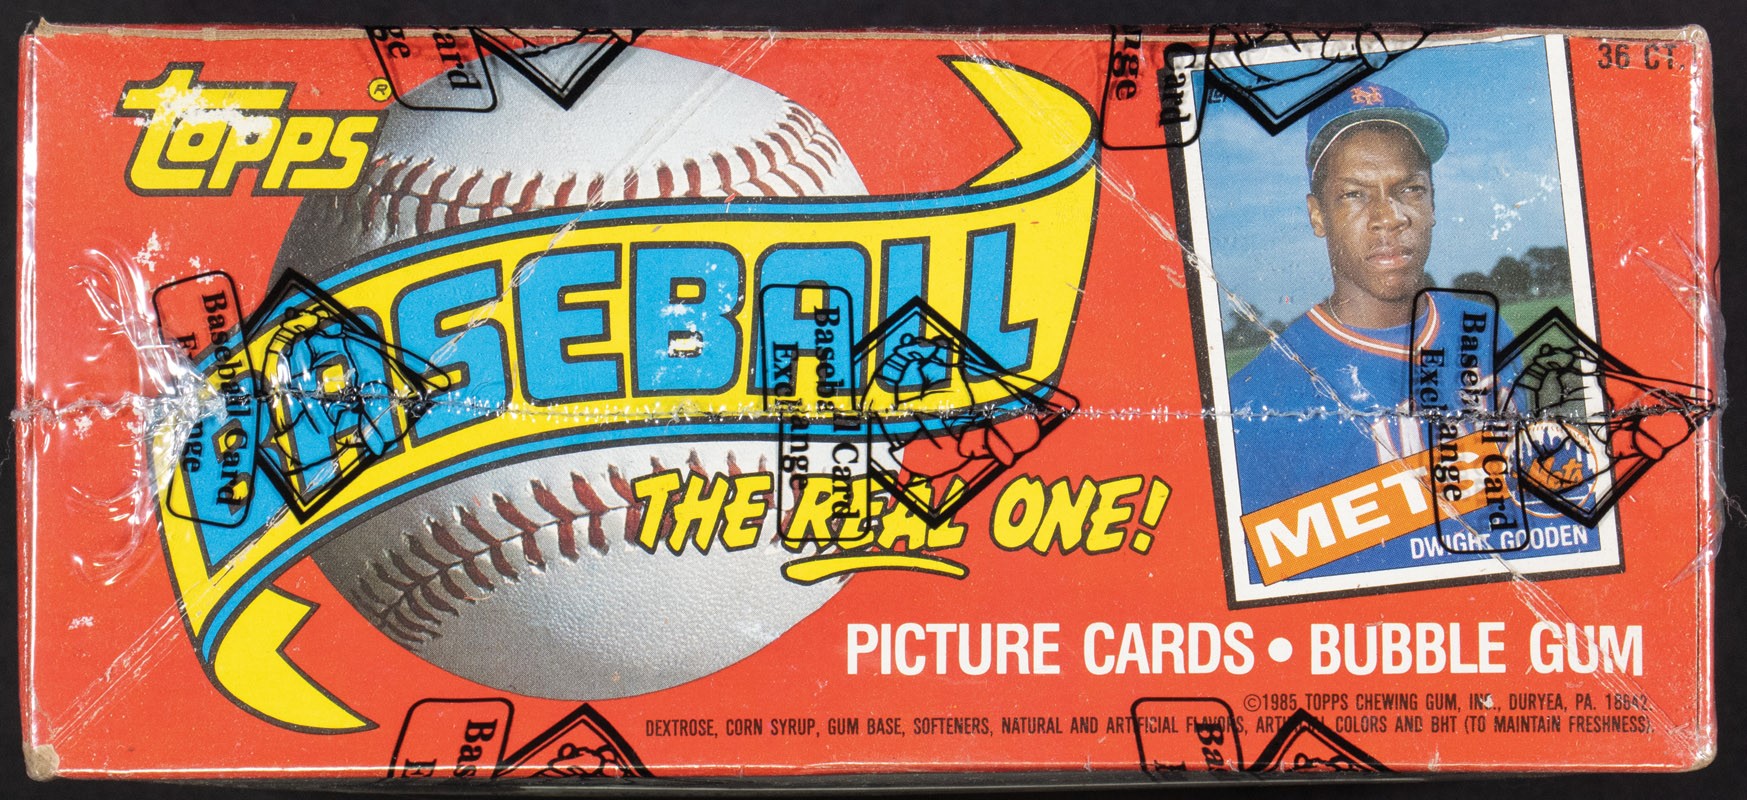 36 CT.
topps®
BASEBALL
THE REAL ONE!
METS
Mets
DWIGHT GOODEN
PICTURE CARDS • BUBBLE GUM
©1985 TOPPS CHEWING GUM, INC., DURYEA, PA. 18642.
DEXTROSE, CORN SYRUP, GUM BASE, SOFTENERS, NATURAL AND ARTIFICIAL FLAVORS, ARTIFICIAL COLORS AND BHT (TO MAINTAIN FRESHNESS).
Baseball Card
Exchange
Baseball Card
Exchange
Baseball Card
Exchange